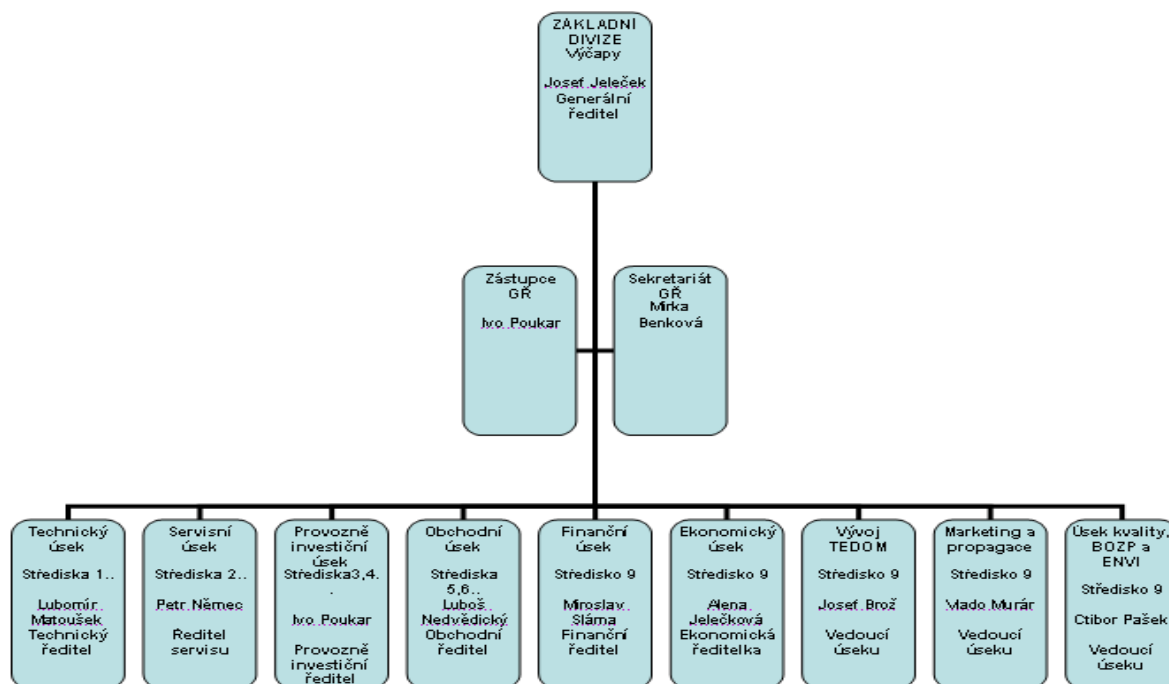 ZÁKLADNÍ
DIVIZE
Výčapy
Josef Jeleček
Generální
ředitel
Zástupce
GŘ
Ivo Poukar
Sekretariát
GŘ
Mirka
Benková
Technický
úsek
Střediska 1..
Lubomír
Matoušek
Technický
ředitel
Servisní
úsek
Střediska 2..
Petr Němec
Ředitel
servisu
Provozně
investiční
úsek
Střediska3,4.
.
Ivo Poukar
Provozně
investiční
ředitel
Obchodní
úsek
Střediska
5,6..
Luboš
Nedvědický
Obchodní
ředitel
Finanční
úsek
Středisko 9
Miroslav
Sláma
Finanční
ředitel
Ekonomický
úsek
Středisko 9
Alena
Jelečková
Ekonomická
ředitelka
Vývoj
TEDOM
Středisko 9
Josef Brož
Vedoucí
úseku
Marketing a
propagace
Středisko 9
Vlado Murár
Vedoucí
úseku
Úsek kvality,
BOZP a
ENVI
Středisko 9
Ctibor Pašek
Vedoucí
úseku